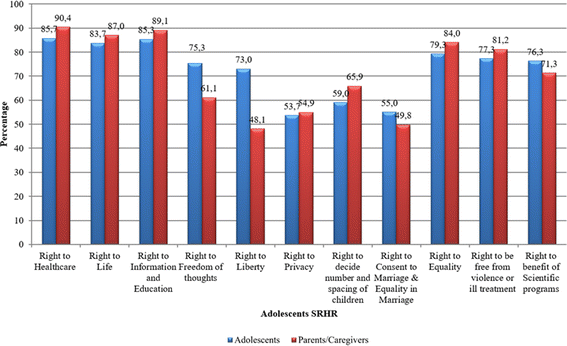 100
90
80
70
60
50
40
30
20
10
0
Percentage
85,7 90,4
83,7 87,0
85,3 89,1
75,3 61,1
73,0 48,1
53,7 54,9
59,0 65,9
55,0 49,8
79,3 84,0
77,3 81,2
76,3 71,3
Right to
Healthcare
Right to
Life
Right to
Information
and
Education
Right to
Freedom of
thoughts
Right to
Liberty
Right to
Privacy
Right to
decide
number and
spacing of
children
Right to
Consent to
Marriage &
Equality in
Marriage
Right to
Equality
Right to be
free from
violence or
ill treatment
Right to
benefit of
Scientific
programs
Adolescents SRHR
Adolescents
Parents/Caregivers